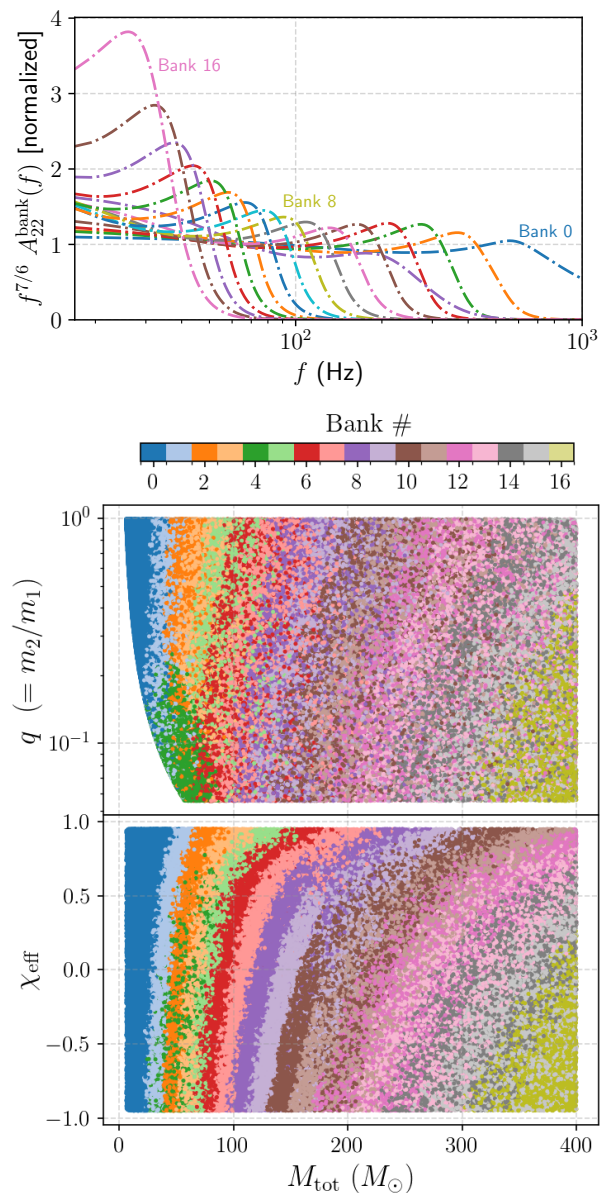 4
3
2
1
0
f^{7/6} A_{22}^{bank}(f) [normalized]
Bank 16
Bank 8
Bank 0
10^2
10^3
f (Hz)
Bank #
0 2 4 6 8 10 12 14 16
10^0
10^{-1}
q (= m_2/m_1)
1.0
0.5
0.0
−0.5
−1.0
χ_eff
0 100 200 300 400
M_tot (M_⊙)